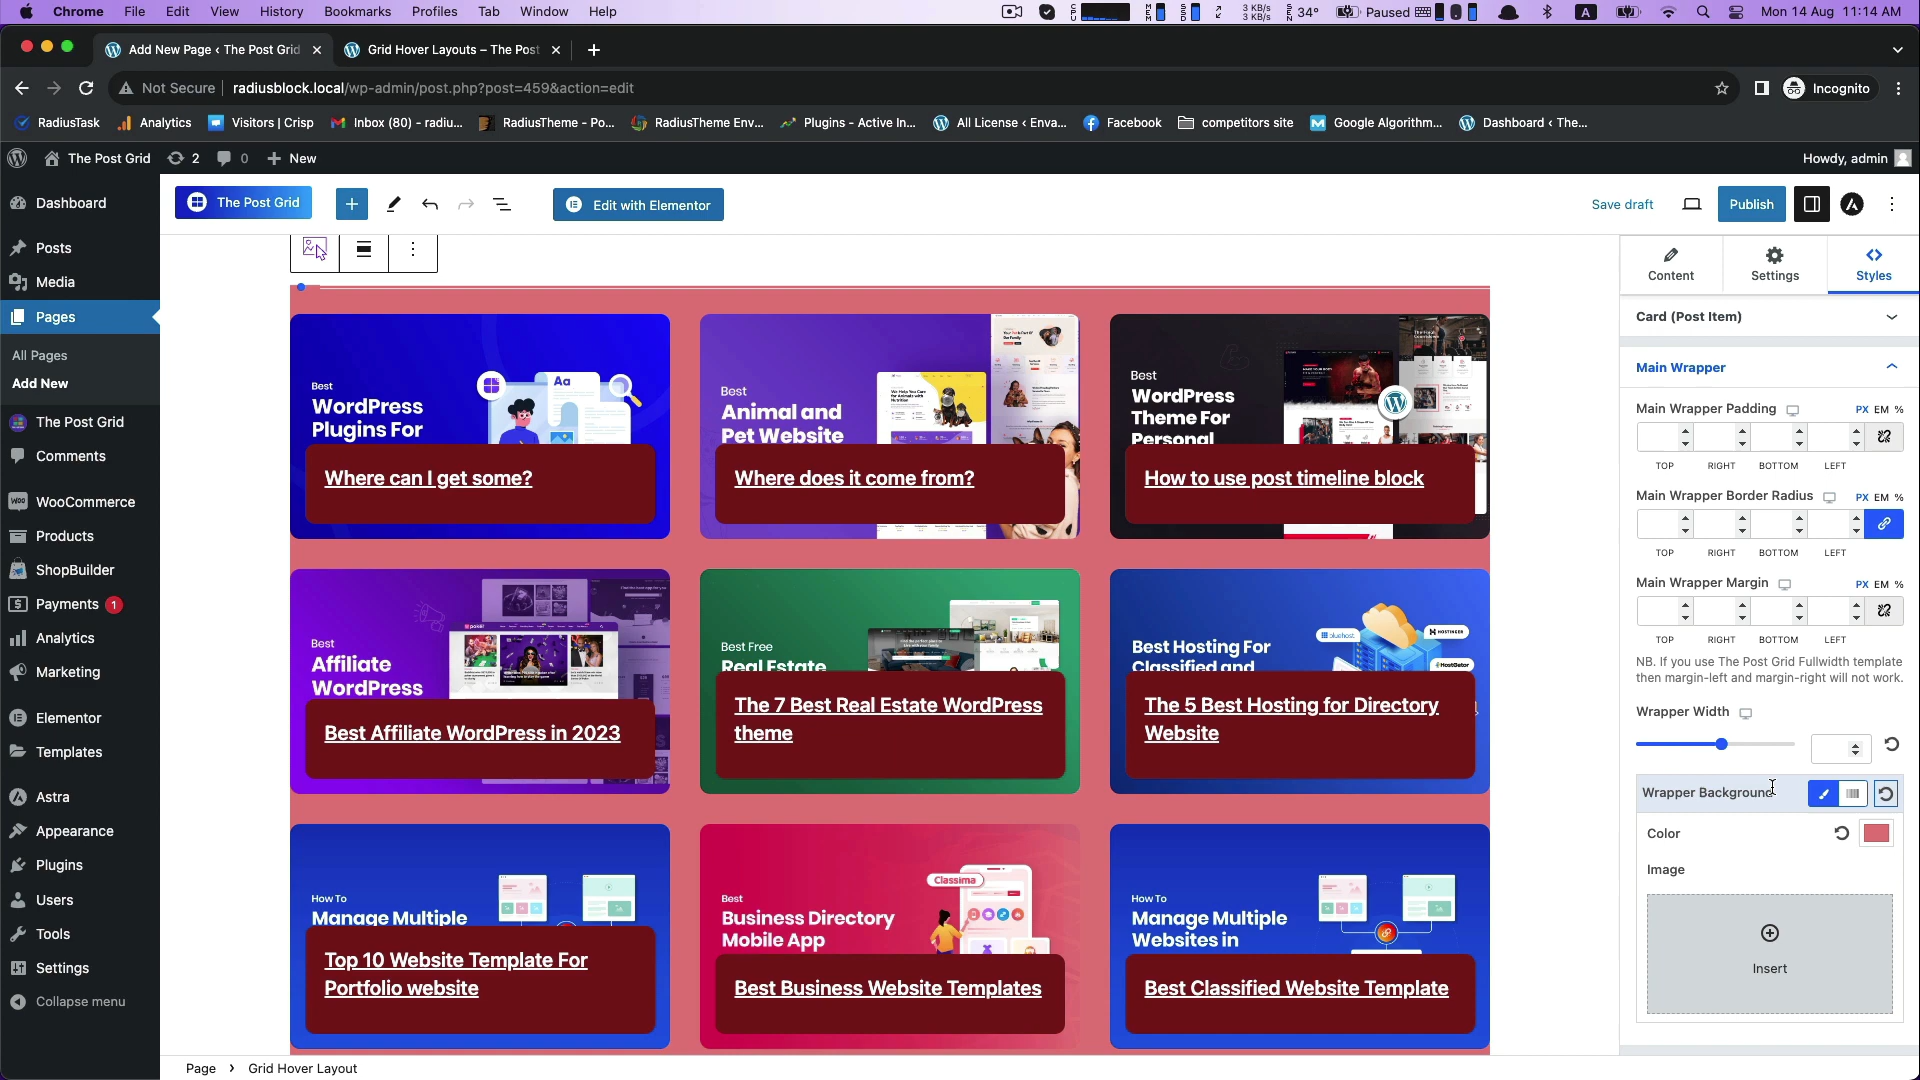 Chrome File Edit View History Bookmarks Profiles Tab Window Help
3 KB/s
3 KB/s
34° Paused A Mon 14 Aug 11:14 AM
Add New Page ‹ The Post Grid
Grid Hover Layouts – The Post
Not Secure radiusblock.local/wp-admin/post.php?post=459&action=edit
Incognito
RadiusTask Analytics Visitors | Crisp Inbox (80) - radiu... RadiusTheme - Po... RadiusTheme Env... Plugins - Active In... All License ‹ Enva... Facebook competitors site Google Algorithm... Dashboard ‹ The...
The Post Grid 2 0 New
Howdy, admin
Dashboard
Posts
Media
Pages
All Pages
Add New
The Post Grid
Comments
WooCommerce
Products
ShopBuilder
Payments 1
Analytics
Marketing
Elementor
Templates
Astra
Appearance
Plugins
Users
Tools
Settings
Collapse menu
The Post Grid
Edit with Elementor
Save draft
Publish
Best
WordPress
Plugins For
Aa
Where can I get some?
Best
Animal and
Pet Website
Where does it come from?
Best
WordPress
Theme For
Personal
How to use post timeline block
Best
Affiliate
WordPress
Best Affiliate WordPress in 2023
Best Free
Real Estate
The 7 Best Real Estate WordPress
theme
Best Hosting For
Classified and
bluehost
HOSTINGER
HostGator
The 5 Best Hosting for Directory
Website
How To
Manage Multiple
Top 10 Website Template For
Portfolio website
Best
Business Directory
Mobile App
Classima
Best Business Website Templates
How To
Manage Multiple
Websites in
Best Classified Website Template
Content
Settings
Styles
Card (Post Item)
Main Wrapper
Main Wrapper Padding PX EM %
TOP RIGHT BOTTOM LEFT
Main Wrapper Border Radius PX EM %
TOP RIGHT BOTTOM LEFT
Main Wrapper Margin PX EM %
TOP RIGHT BOTTOM LEFT
NB. If you use The Post Grid Fullwidth template
then margin-left and margin-right will not work.
Wrapper Width
Wrapper Background
Color
Image
Insert
Page › Grid Hover Layout